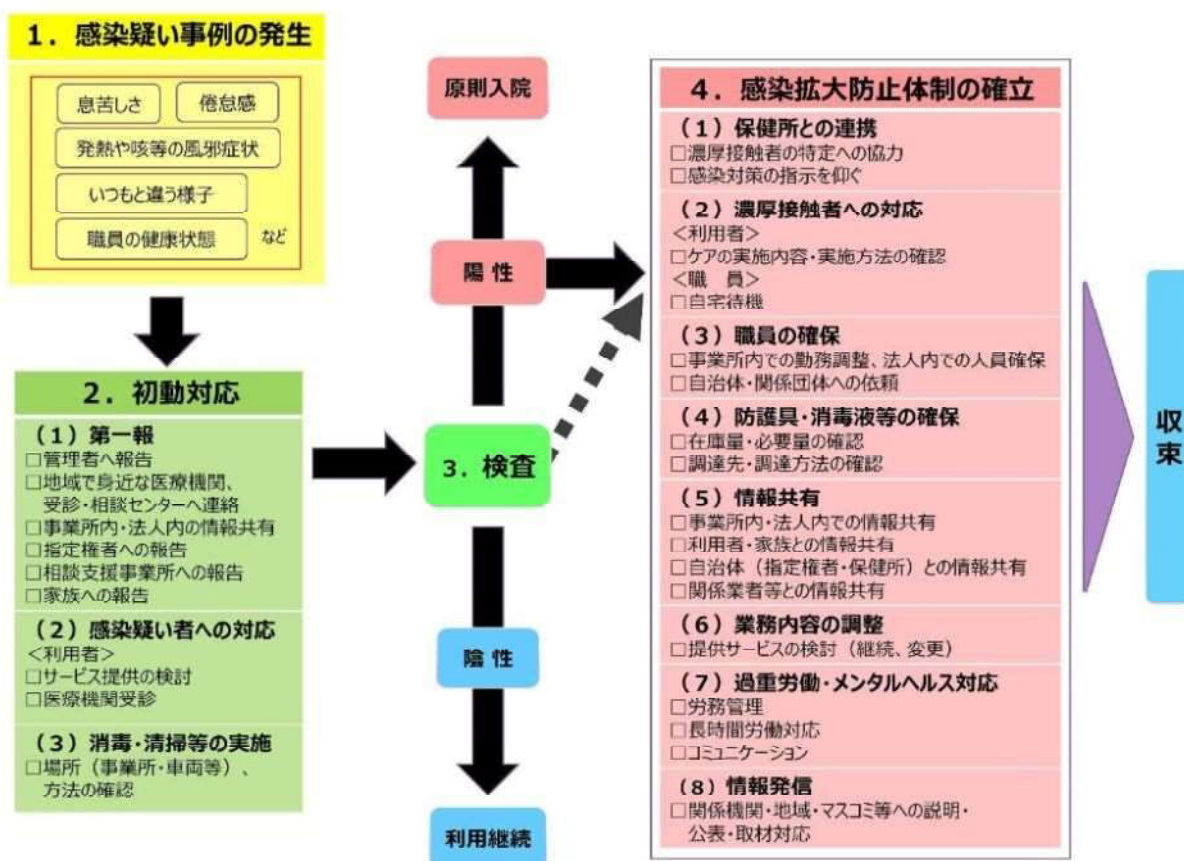 1．感染疑い事例の発生
息苦しさ
倦怠感
発熱や咳等の風邪症状
いつもと違う様子
職員の健康状態
など
2．初動対応
（1）第一報
□管理者へ報告
□地域で身近な医療機関、
受診・相談センターへ連絡
□事業所内・法人内の情報共有
□指定権者への報告
□相談支援事業所への報告
□家族への報告
（2）感染疑い者への対応
＜利用者＞
□サービス提供の検討
□医療機関受診
（3）消毒・清掃等の実施
□場所（事業所・車両等）、
方法の確認
原則入院
陽性
3．検査
陰性
利用継続
4．感染拡大防止体制の確立
（1）保健所との連携
□濃厚接触者の特定への協力
□感染対策の指示を仰ぐ
（2）濃厚接触者への対応
＜利用者＞
□ケアの実施内容・実施方法の確認
＜職　員＞
□自宅待機
（3）職員の確保
□事業所内での勤務調整、法人内での人員確保
□自治体・関係団体への依頼
（4）防護具・消毒液等の確保
□在庫量・必要量の確認
□調達先・調達方法の確認
（5）情報共有
□事業所内・法人内での情報共有
□利用者・家族との情報共有
□自治体（指定権者・保健所）との情報共有
□関係業者等との情報共有
（6）業務内容の調整
□提供サービスの検討（継続、変更）
（7）過重労働・メンタルヘルス対応
□労務管理
□長時間労働対応
□コミュニケーション
（8）情報発信
□関係機関・地域・マスコミ等への説明・
公表・取材対応
収束